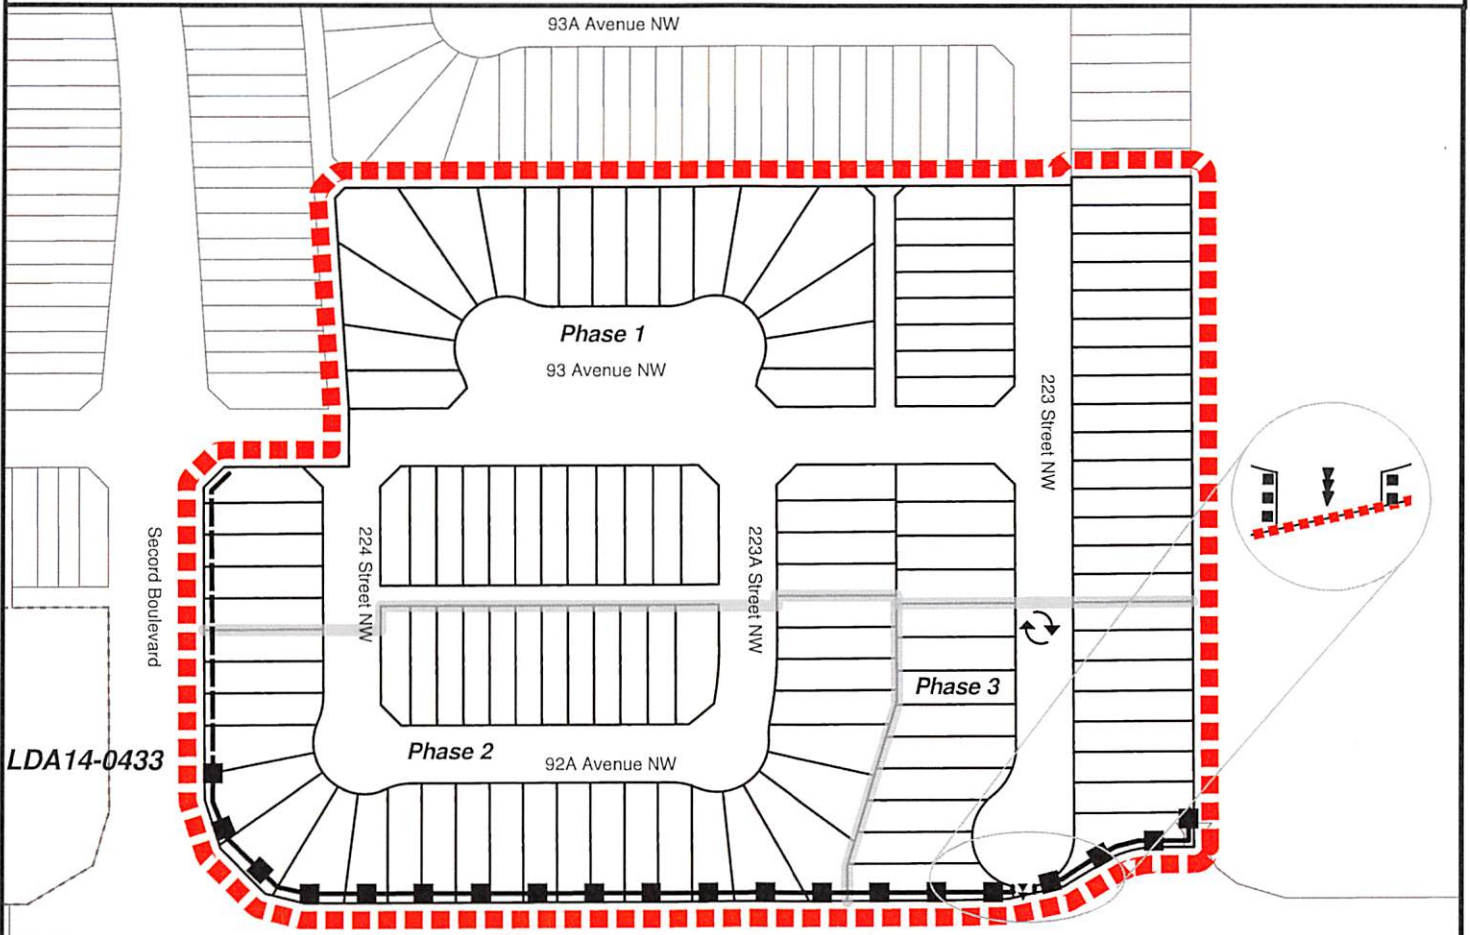 93A Avenue NW
Phase 1
93 Avenue NW
223 Street NW
Second Boulevard
224 Street NW
223A Street NW
Phase 3
Phase 2
92A Avenue NW
LDA14-0433